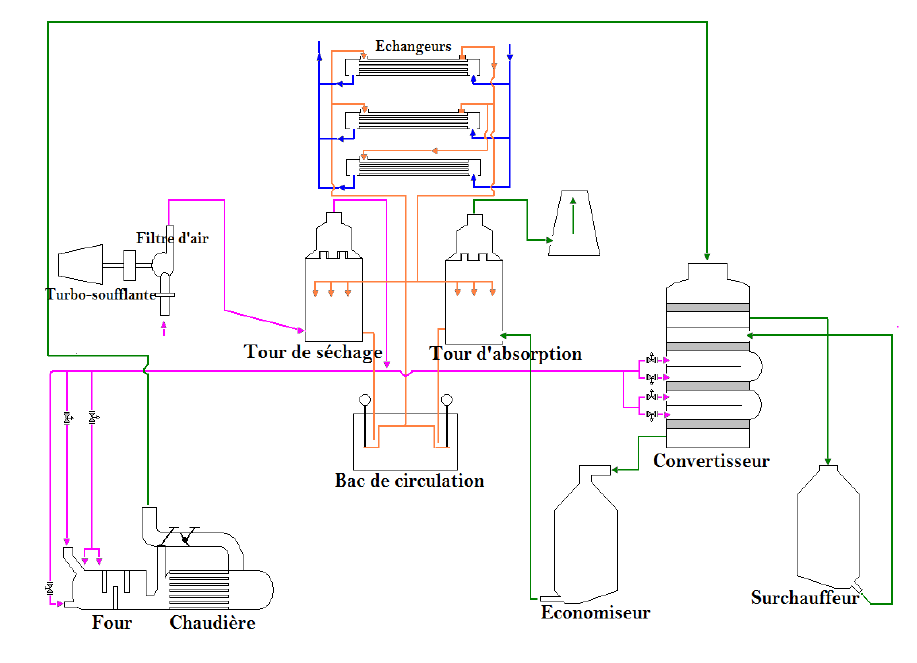 Echangeurs
Filtre d'air
Turbo-soufflante
Tour de séchage
Tour d'absorption
Convertisseur
Bac de circulation
Surchauffeur
Economiseur
Four
Chaudière